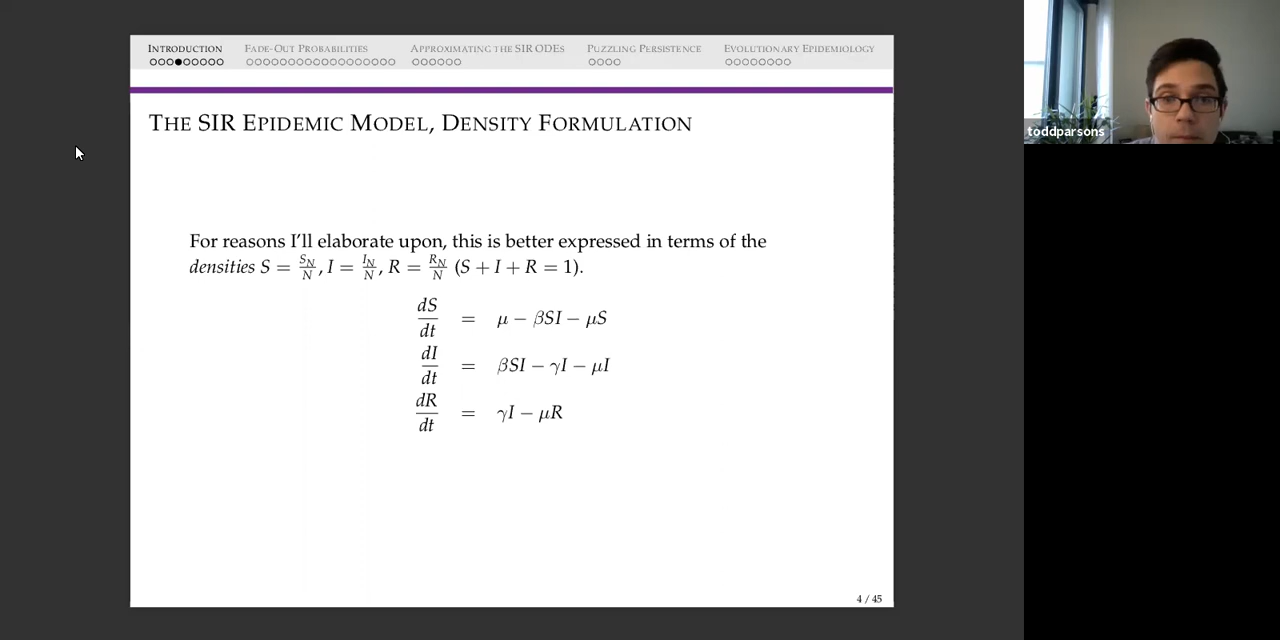 INTRODUCTION FADE-OUT PROBABILITIES APPROXIMATING THE SIR ODES PUZZLING PERSISTENCE EVOLUTIONARY EPIDEMIOLOGY
THE SIR EPIDEMIC MODEL, DENSITY FORMULATION
toddparsons
For reasons I'll elaborate upon, this is better expressed in terms of the
densities S = S_N/N, I = I_N/N, R = R_N/N (S + I + R = 1).
dS/dt = μ − βSI − μS
dI/dt = βSI − γI − μI
dR/dt = γI − μR
4 / 45